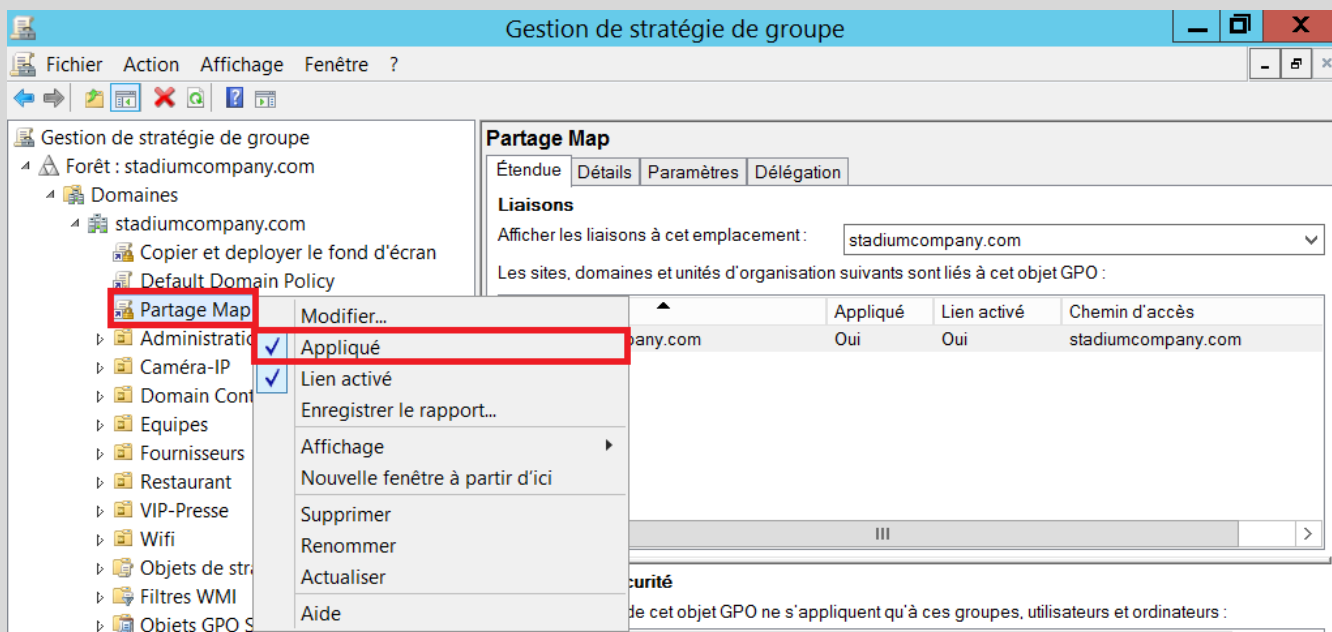 Gestion de stratégie de groupe
Fichier Action Affichage Fenêtre ?
Gestion de stratégie de groupe
Forêt : stadiumcompany.com
Domaines
stadiumcompany.com
Copier et deployer le fond d'écran
Default Domain Policy
Partage Map
Administratio
Caméra-IP
Domain Cont
Equipes
Fournisseurs
Restaurant
VIP-Presse
Wifi
Objets de stra
Filtres WMI
Objets GPO S
Modifier...
Appliqué
Lien activé
Enregistrer le rapport...
Affichage
Nouvelle fenêtre à partir d'ici
Supprimer
Renommer
Actualiser
Aide
Partage Map
Étendue Détails Paramètres Délégation
Liaisons
Afficher les liaisons à cet emplacement : stadiumcompany.com
Les sites, domaines et unités d'organisation suivants sont liés à cet objet GPO :
Appliqué Lien activé Chemin d'accès
pany.com Oui Oui stadiumcompany.com
curité
de cet objet GPO ne s'appliquent qu'à ces groupes, utilisateurs et ordinateurs :